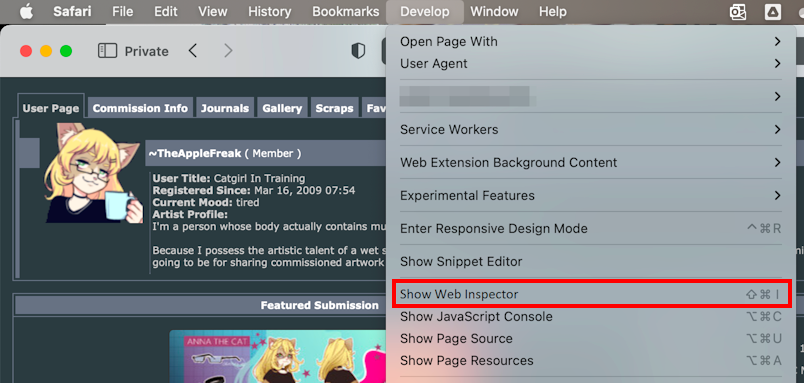 Safari File Edit View History Bookmarks Develop Window Help
Private
Open Page With
User Agent
Service Workers
Web Extension Background Content
Experimental Features
Enter Responsive Design Mode ^⌘R
Show Snippet Editor
Show Web Inspector ⇧⌘I
Show JavaScript Console ⌥⌘C
Show Page Source ⌥⌘U
Show Page Resources ⌥⌘A
User Page Commission Info Journals Gallery Scraps Fav
~TheAppleFreak ( Member )
User Title: Catgirl In Training
Registered Since: Mar 16, 2009 07:54
Current Mood: tired
Artist Profile:
I'm a person whose body actually contains mu
Because I possess the artistic talent of a wet s
going to be for sharing commissioned artwork
Featured Submission
ANNA THE CAT